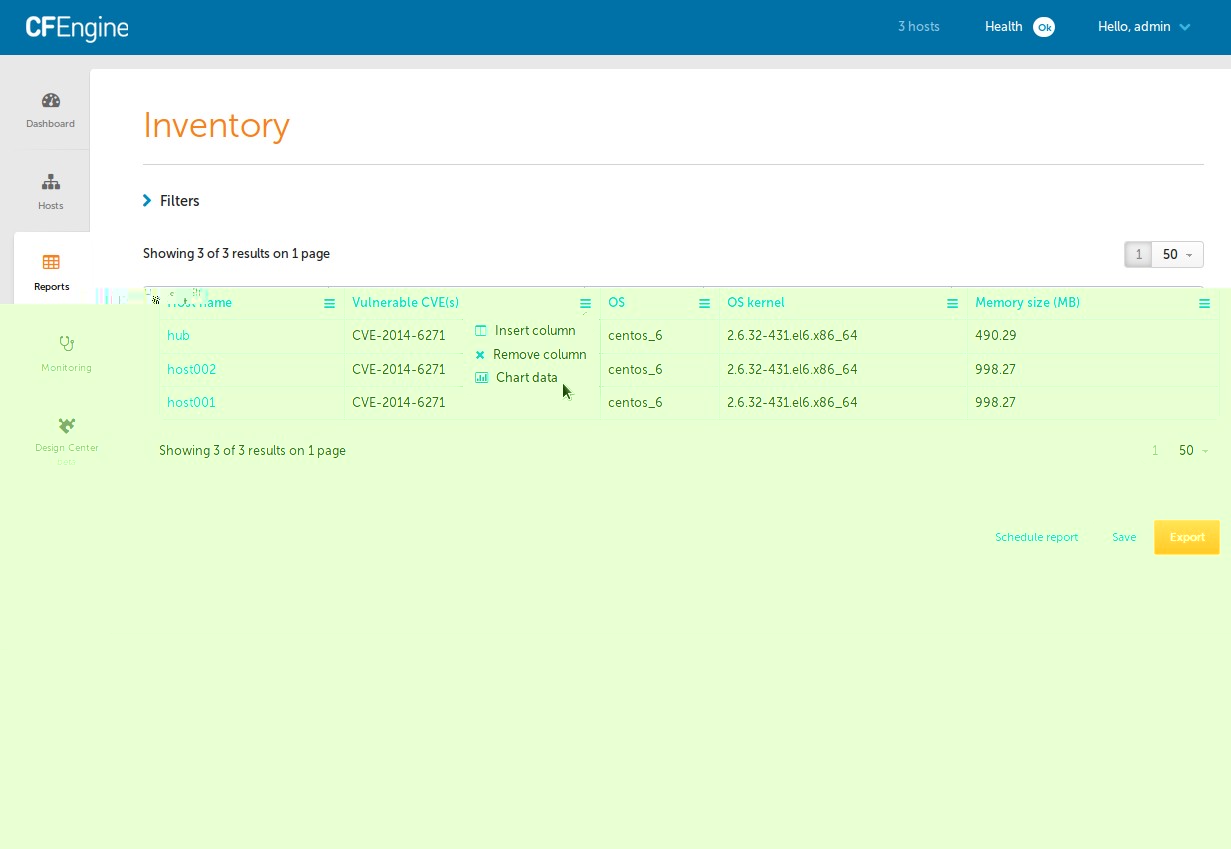 CFEngine
3 hosts Health Ok Hello, admin
Dashboard
Inventory
Hosts
Filters
Showing 3 of 3 results on 1 page 1 50
Reports
Host name Vulnerable CVE(s) OS OS kernel Memory size (MB)
hub CVE-2014-6271 centos_6 2.6.32-431.el6.x86_64 490.29
host002 CVE-2014-6271 centos_6 2.6.32-431.el6.x86_64 998.27
host001 CVE-2014-6271 centos_6 2.6.32-431.el6.x86_64 998.27
Insert column
Remove column
Chart data
Monitoring
Design Center
beta
Showing 3 of 3 results on 1 page 1 50
Schedule report Save Export